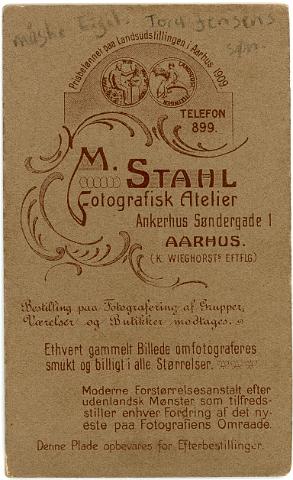 måske Egil. Tora Jensens
søn.
Præbelønnet paa Landsudstillingen i Aarhus 1909
TELEFON
899.
M. STAHL
Fotografisk Atelier
Ankerhus Søndergade 1
AARHUS.
(K. WIEGHORSTs EFTFLG)
Bestilling paa Fotografering af Grupper,
Værelser og Butikker modtages.
Ethvert gammelt Billede omfotograferes
smukt og billigt i alle Størrelser.
Moderne Forstørrelsesanstalt efter
udenlandsk Mønster som tilfreds-
stiller enhver Fordring af det ny-
este paa Fotografiens Omraade.
Denne Plade opbevares for Efterbestillinger.